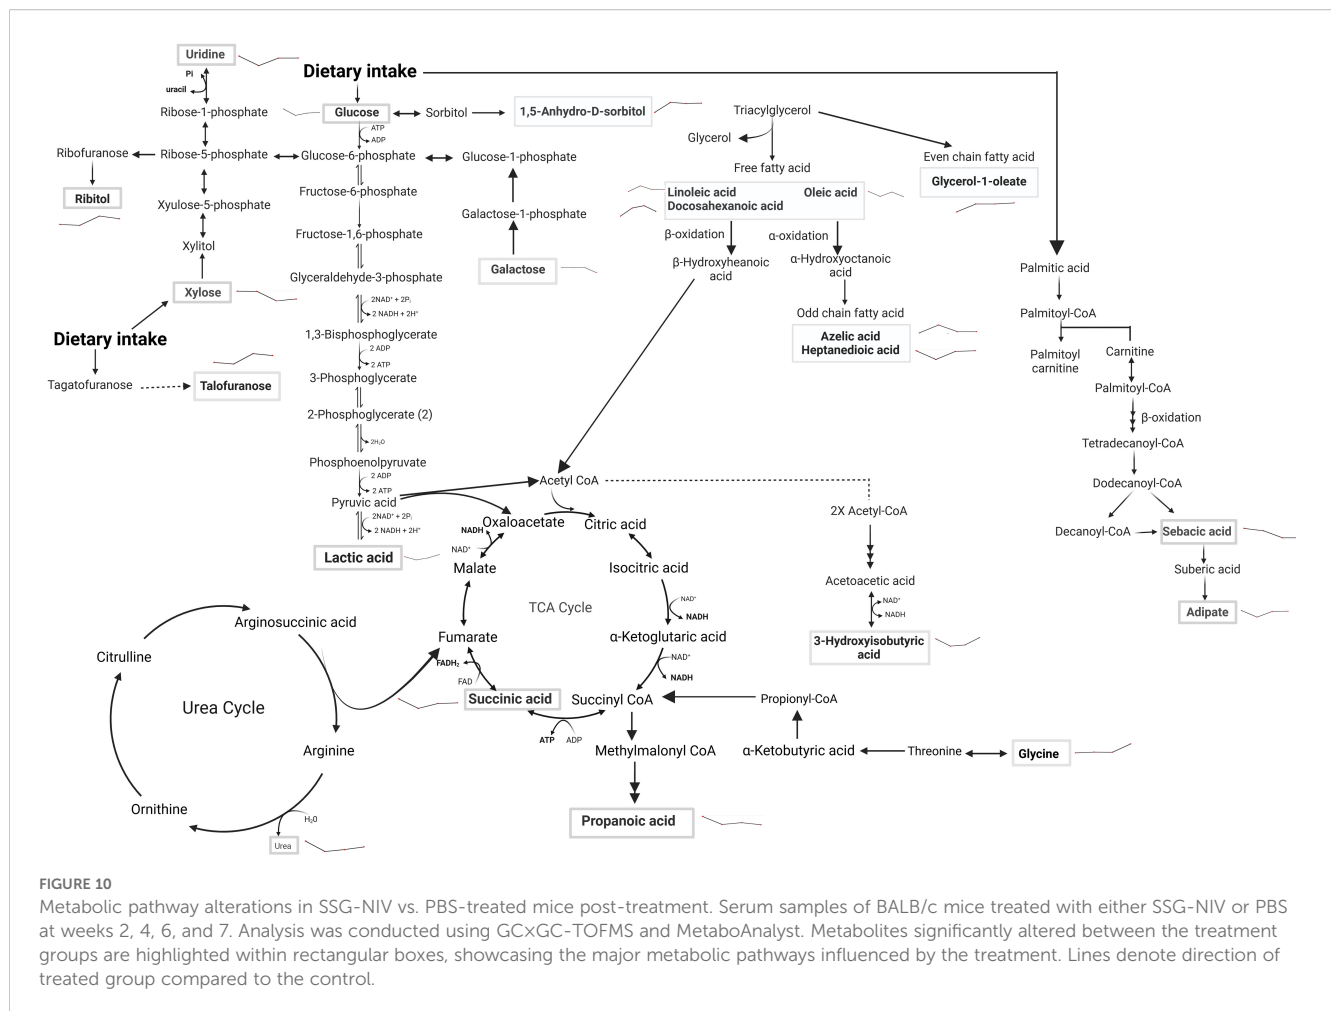 Uridine
Pi
uracil
Ribose-1-phosphate
Ribofuranose
Ribose-5-phosphate
Ribitol
Xyulose-5-phosphate
Xylitol
Xylose
Dietary intake
Tagatofuranose
Talofuranose
Dietary intake
Glucose
Sorbitol
1,5-Anhydro-D-sorbitol
ATP
ADP
Glucose-6-phosphate
Glucose-1-phosphate
Fructose-6-phosphate
Galactose-1-phosphate
Fructose-1,6-phosphate
Galactose
Glyceraldehyde-3-phosphate
2NAD⁺ + 2Pᵢ
2 NADH + 2H⁺
1,3-Bisphosphoglycerate
2 ADP
2 ATP
3-Phosphoglycerate
2-Phosphoglycerate (2)
2H₂O
Phosphoenolpyruvate
2 ADP
2 ATP
Pyruvic acid
2NAD⁺ + 2Pᵢ
2 NADH + 2H⁺
Lactic acid
Triacylglycerol
Glycerol
Free fatty acid
Even chain fatty acid
Glycerol-1-oleate
Linoleic acid
Oleic acid
Docosahexanoic acid
β-oxidation
α-oxidation
β-Hydroxyheanoic
acid
α-Hydroxyoctanoic
acid
Odd chain fatty acid
Azelic acid
Heptanedioic acid
Palmitic acid
Palmitoyl-CoA
Palmitoyl
carnitine
Carnitine
Palmitoyl-CoA
β-oxidation
Tetradecanoyl-CoA
Dodecanoyl-CoA
Decanoyl-CoA
Sebacic acid
Suberic acid
Adipate
Acetyl CoA
2X Acetyl-CoA
Acetoacetic acid
NAD⁺
NADH
3-Hydroxyisobutyric
acid
Oxaloacetate
Citric acid
NADH
NAD⁺
Malate
Isocitric acid
TCA Cycle
NAD⁺
NADH
Fumarate
α-Ketoglutaric acid
FADH₂
FAD
NAD⁺
NADH
Succinic acid
Succinyl CoA
ATP
ADP
Propionyl-CoA
Methylmalonyl CoA
α-Ketobutyric acid
Threonine
Glycine
Propanoic acid
Arginosuccinic acid
Citrulline
Urea Cycle
Arginine
Ornithine
H₂O
Urea
FIGURE 10
Metabolic pathway alterations in SSG-NIV vs. PBS-treated mice post-treatment. Serum samples of BALB/c mice treated with either SSG-NIV or PBS
at weeks 2, 4, 6, and 7. Analysis was conducted using GC×GC-TOFMS and MetaboAnalyst. Metabolites significantly altered between the treatment
groups are highlighted within rectangular boxes, showcasing the major metabolic pathways influenced by the treatment. Lines denote direction of
treated group compared to the control.